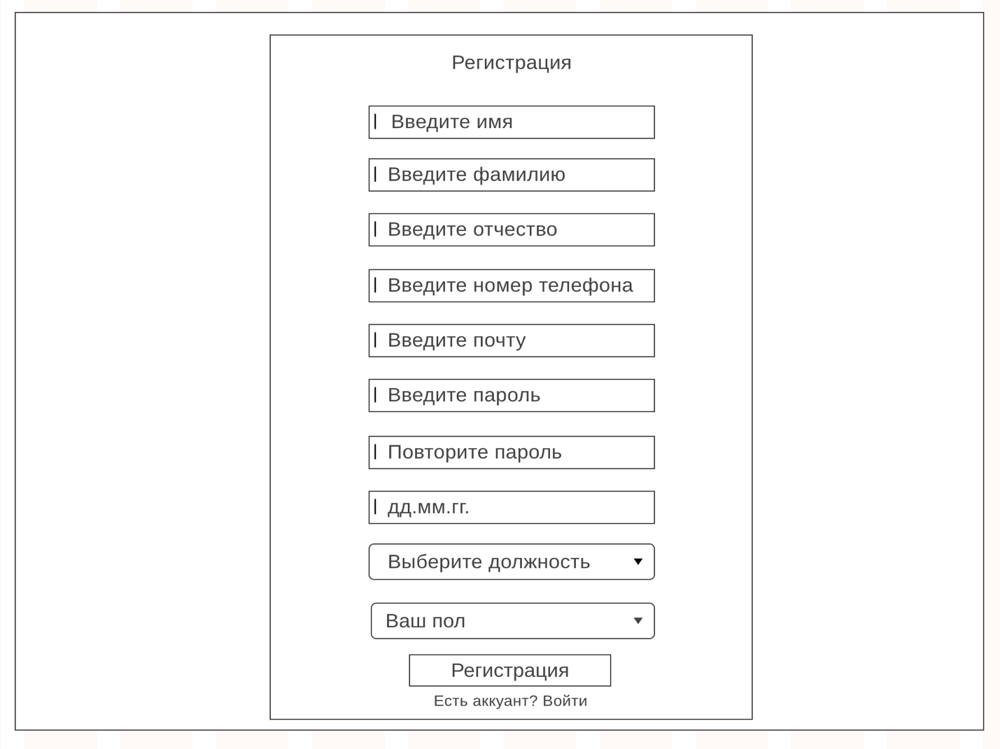 Регистрация
Введите имя
Введите фамилию
Введите отчество
Введите номер телефона
Введите почту
Введите пароль
Повторите пароль
дд.мм.гг.
Выберите должность
Ваш пол
Регистрация
Есть аккуант? Войти